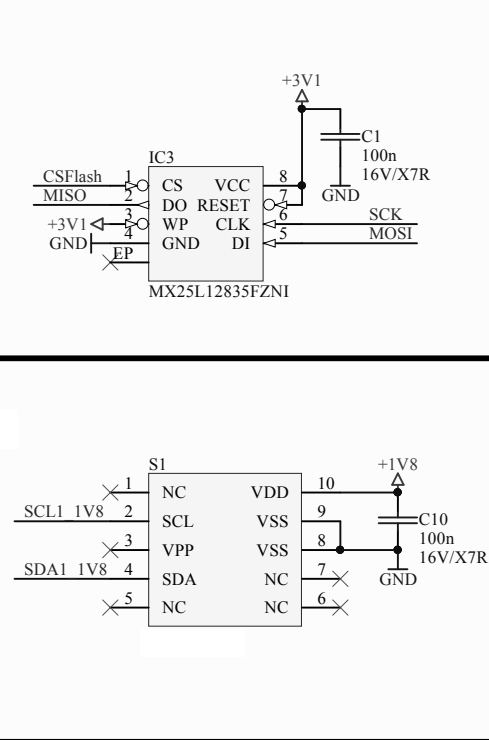 +3V1
C1
100n
16V/X7R
GND
IC3
CSFlash 1 CS VCC 8
MISO 2 DO RESET 7
+3V1 3 WP CLK 6 SCK
GND 4 GND DI 5 MOSI
EP
MX25L12835FZNI
S1
+1V8
1 NC VDD 10
SCL1_1V8 2 SCL VSS 9
C10
100n
16V/X7R
3 VPP VSS 8
SDA1_1V8 4 SDA NC 7
GND
5 NC NC 6